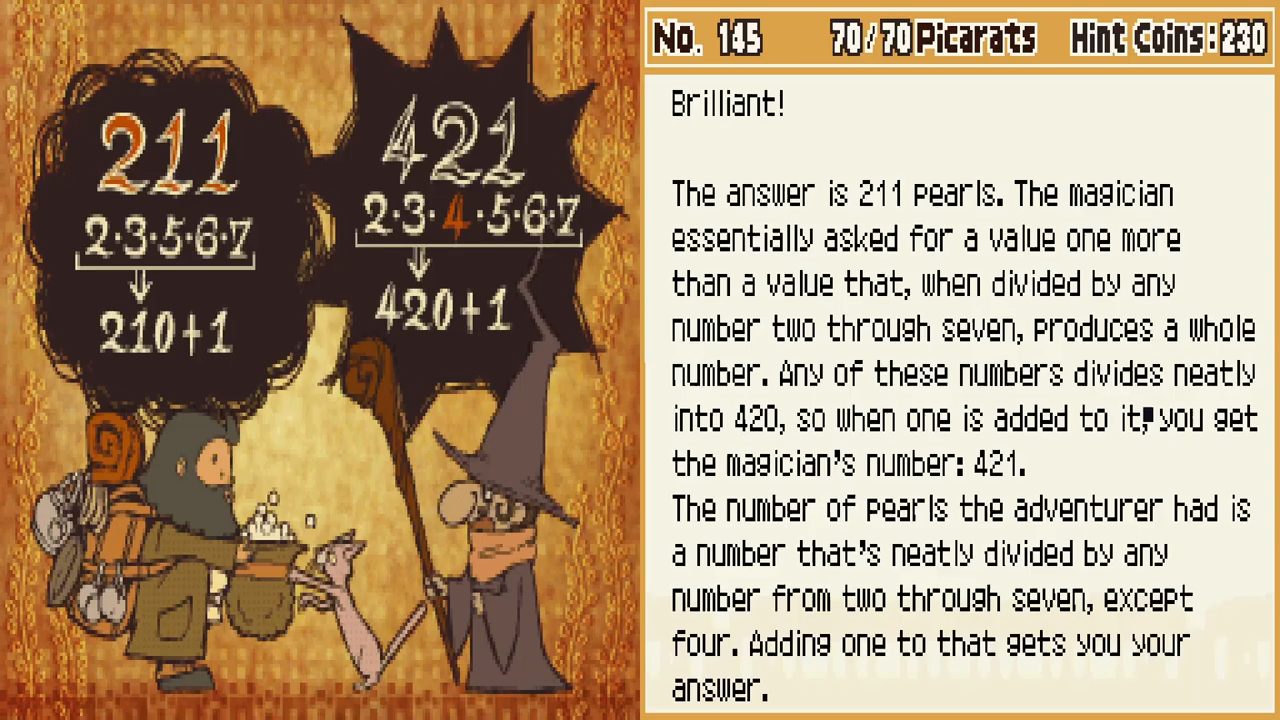 No. 145 70/70 Picarats Hint Coins: 230
211
2·3·5·6·7
210+1
421
2·3·4·5·6·7
420+1
Brilliant!
The answer is 211 pearls. The magician
essentially asked for a value one more
than a value that, when divided by any
number two through seven, produces a whole
number. Any of these numbers divides neatly
into 420, so when one is added to it, you get
the magician's number: 421.
The number of pearls the adventurer had is
a number that's neatly divided by any
number from two through seven, except
four. Adding one to that gets you your
answer.